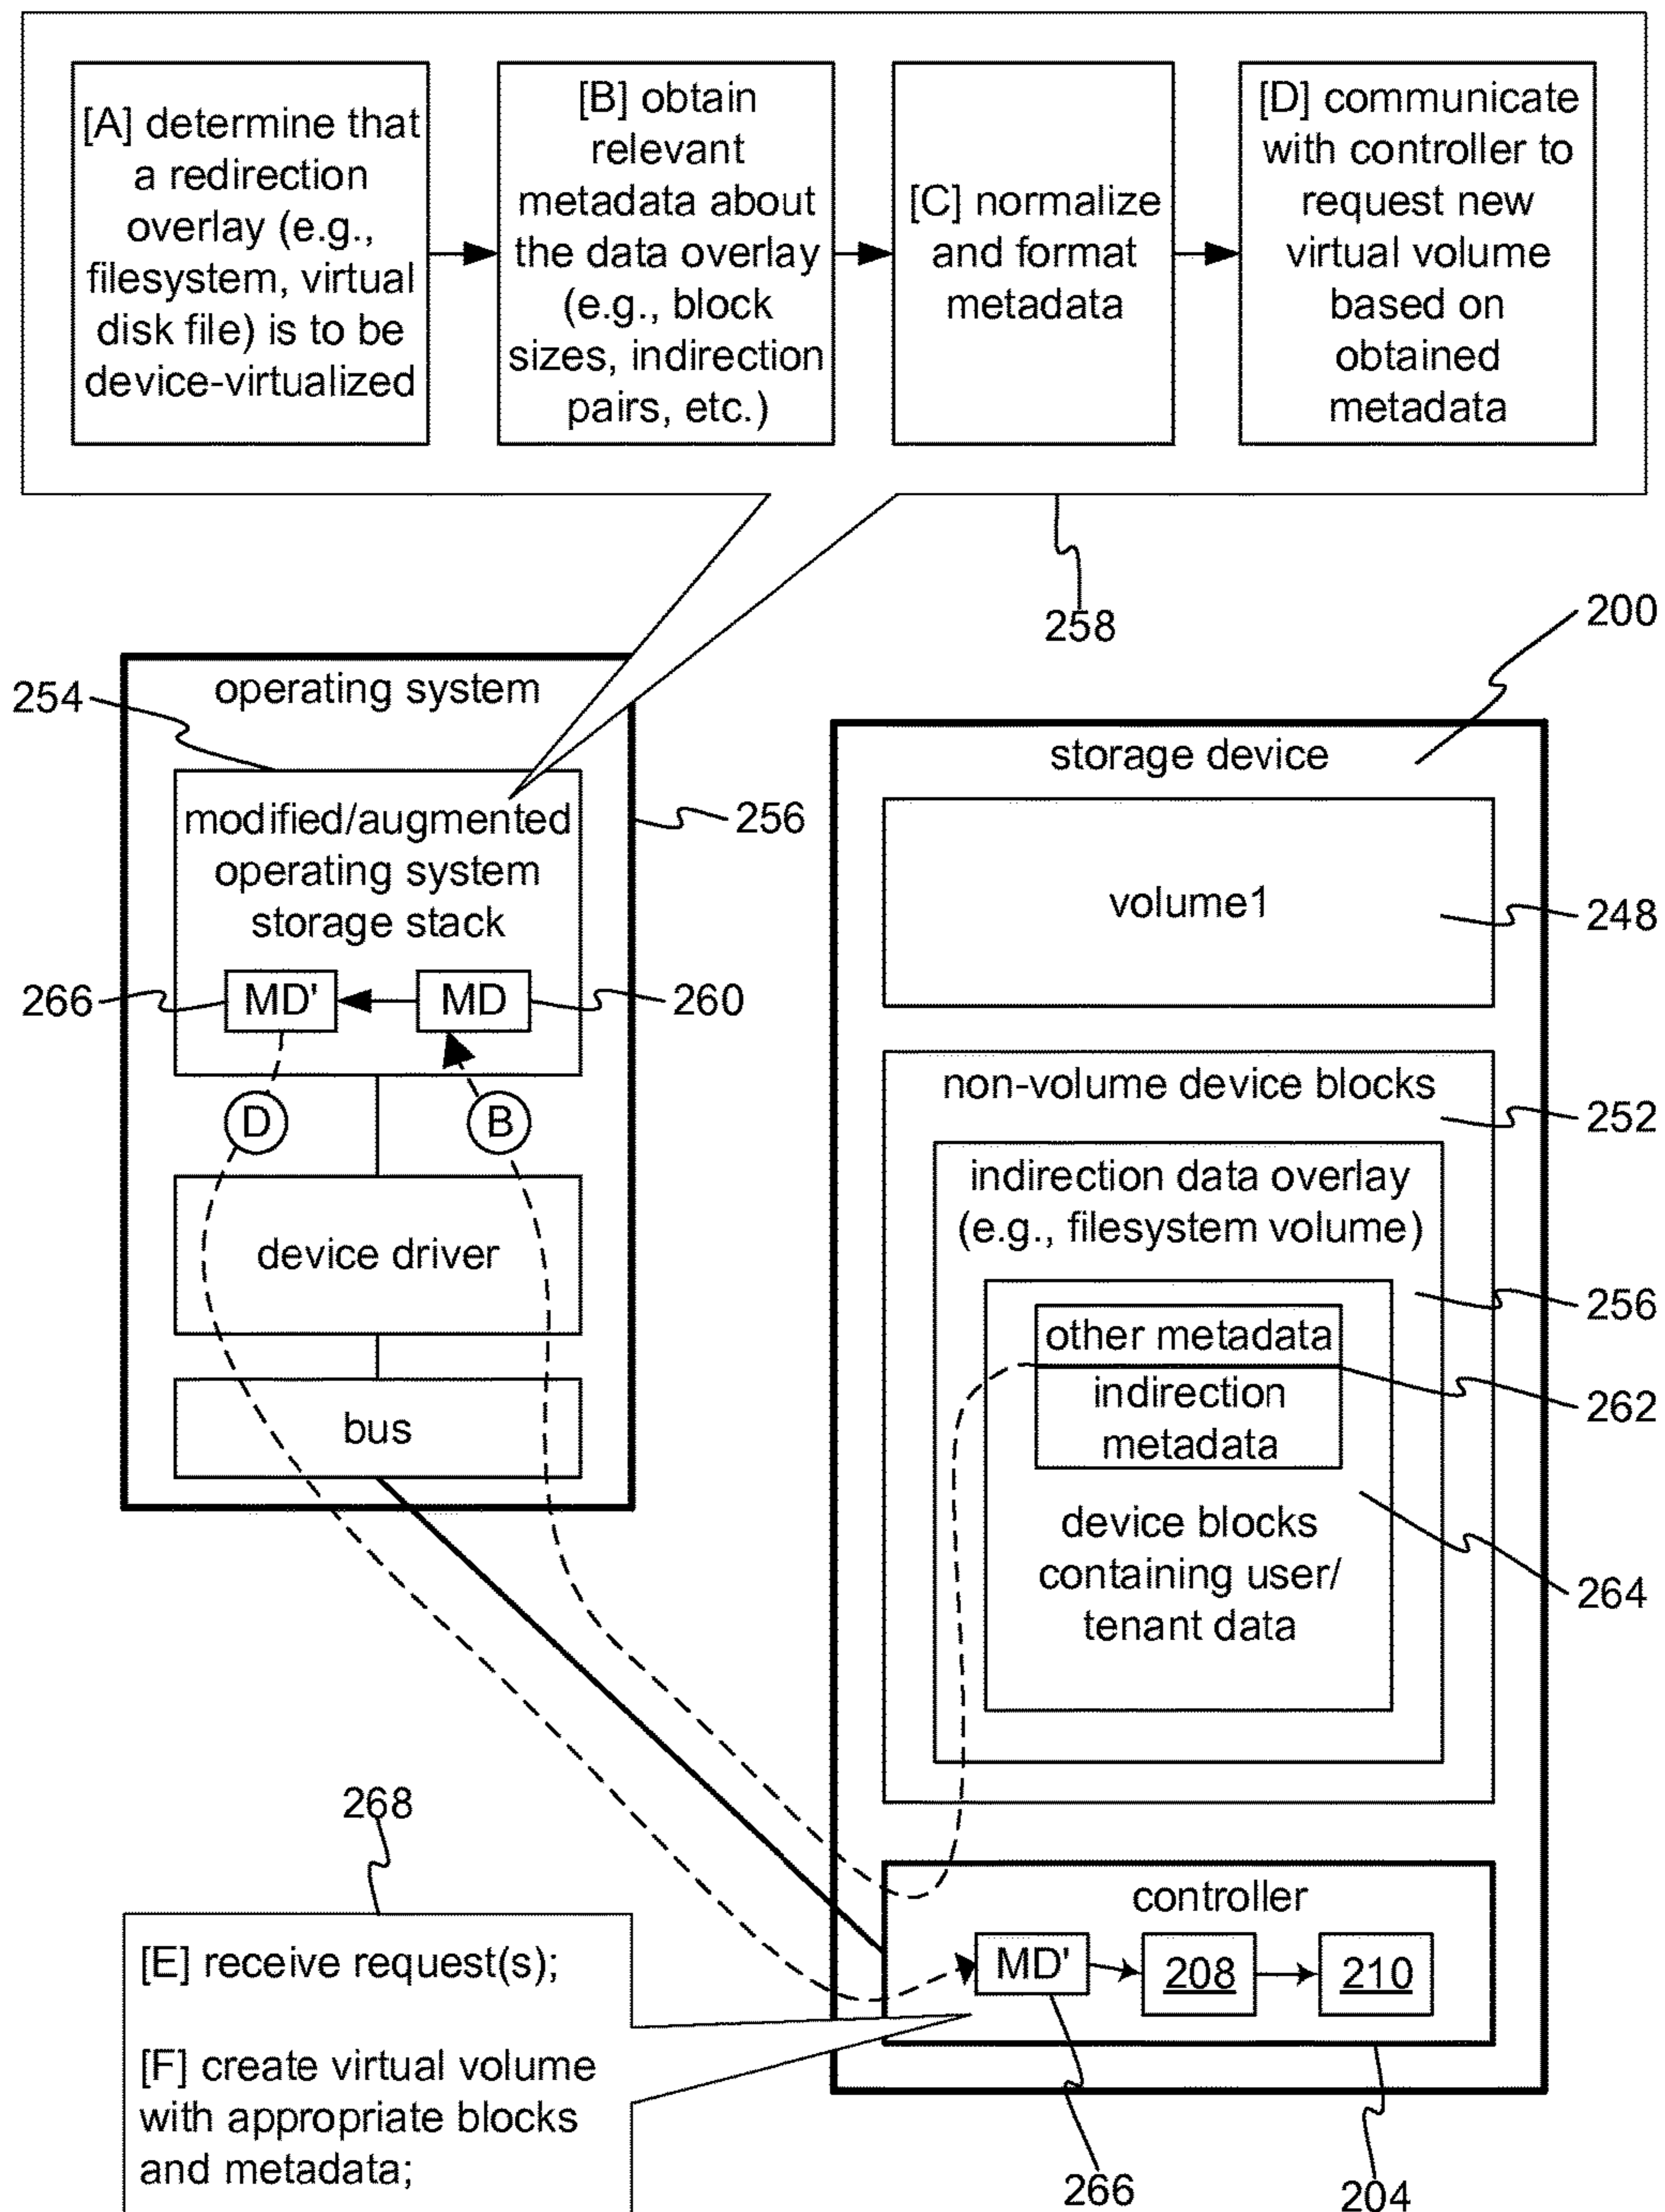 [A] determine that
a redirection
overlay (e.g.,
filesystem, virtual
disk file) is to be
device-virtualized
[B] obtain
relevant
metadata about
the data overlay
(e.g., block
sizes, indirection
pairs, etc.)
[C] normalize
and format
metadata
[D] communicate
with controller to
request new
virtual volume
based on
obtained
metadata
258
200
254
operating system
modified/augmented
operating system
storage stack
256
266
MD'
MD
260
D
B
device driver
bus
storage device
volume1
248
non-volume device blocks
252
indirection data overlay
(e.g., filesystem volume)
256
other metadata
262
indirection
metadata
device blocks
containing user/
tenant data
264
268
[E] receive request(s);
[F] create virtual volume
with appropriate blocks
and metadata;
controller
MD'
208
210
266
204